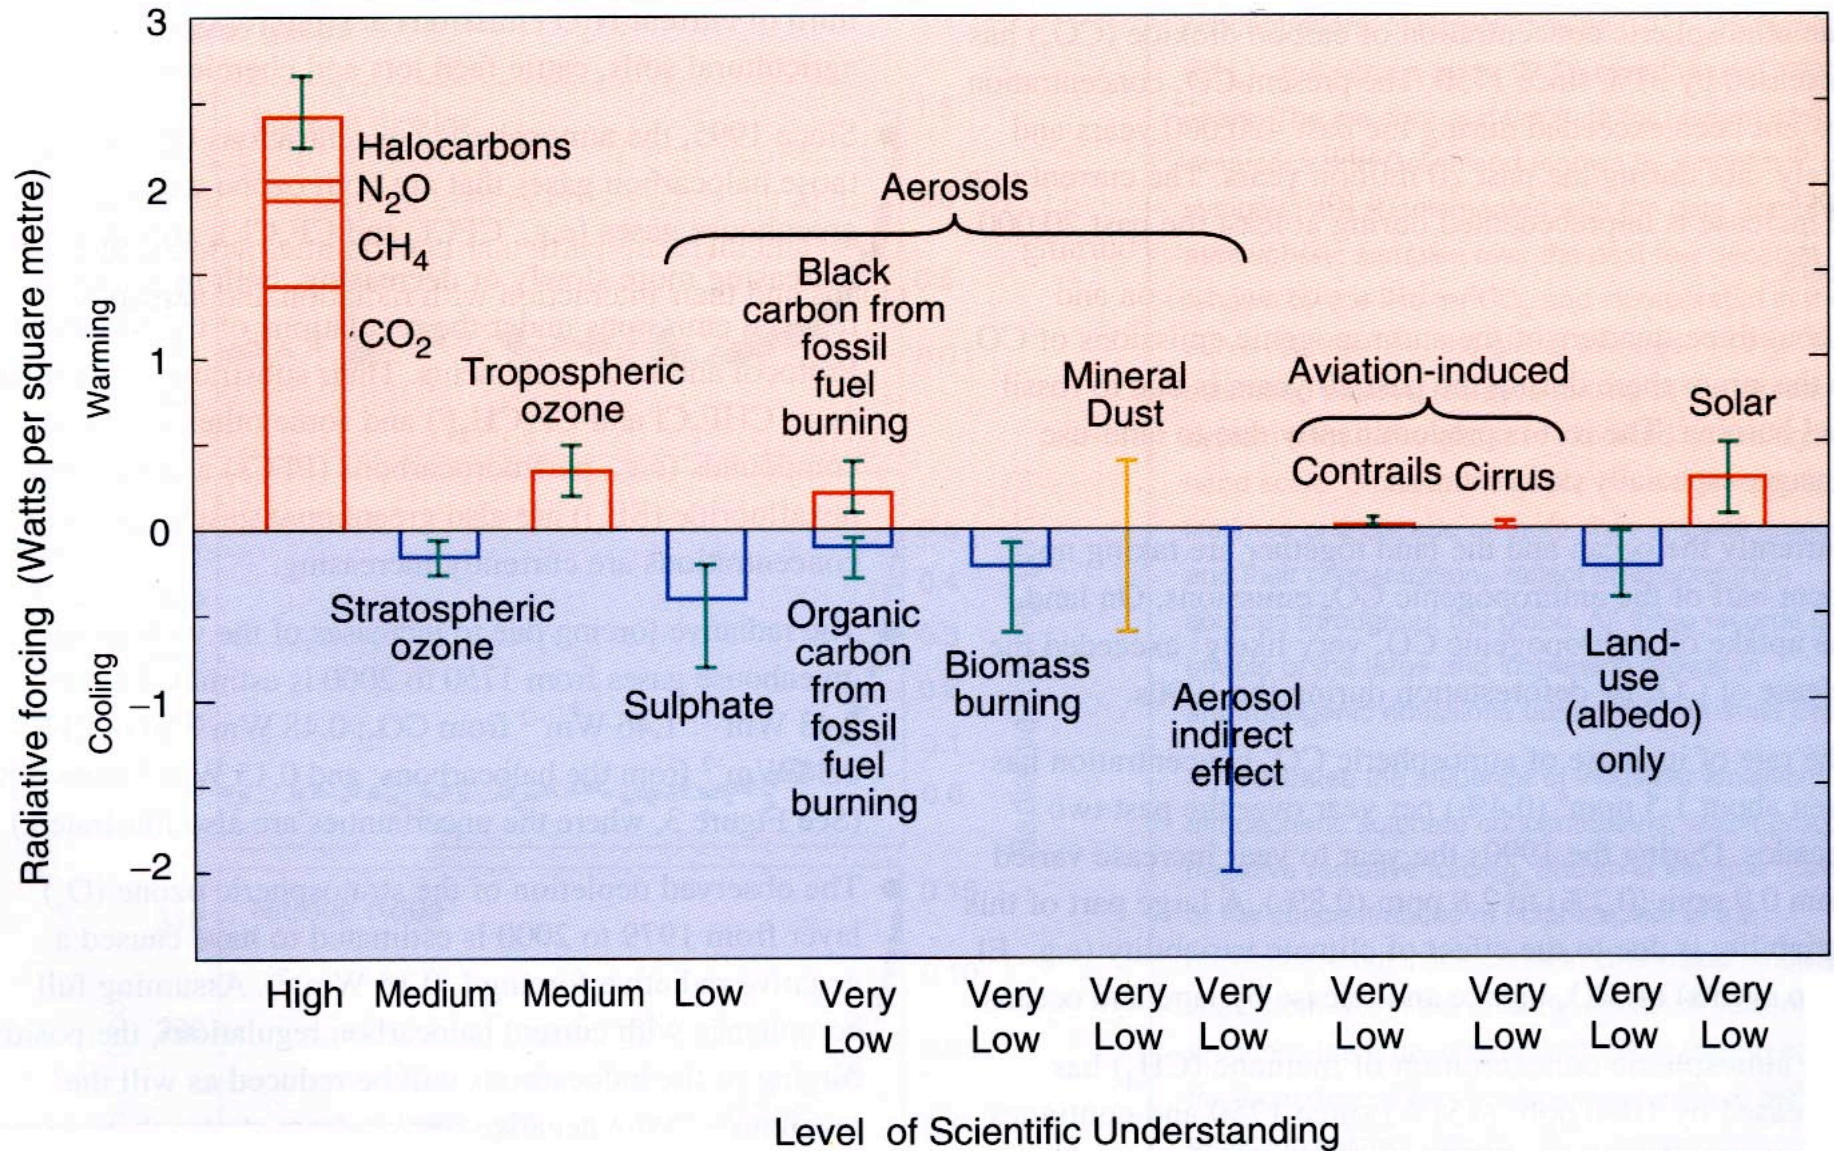 3
2
1
0
−1
−2
Radiative forcing (Watts per square metre)
Warming
Cooling
Halocarbons
N₂O
CH₄
CO₂
Tropospheric
ozone
Stratospheric
ozone
Aerosols
Sulphate
Black
carbon from
fossil
fuel
burning
Organic
carbon
from
fossil
fuel
burning
Biomass
burning
Mineral
Dust
Aerosol
indirect
effect
Aviation-induced
Contrails Cirrus
Land-
use
(albedo)
only
Solar
High Medium Medium Low Very Low Very Low Very Low Very Low Very Low Very Low Very Low Very Low
Level of Scientific Understanding